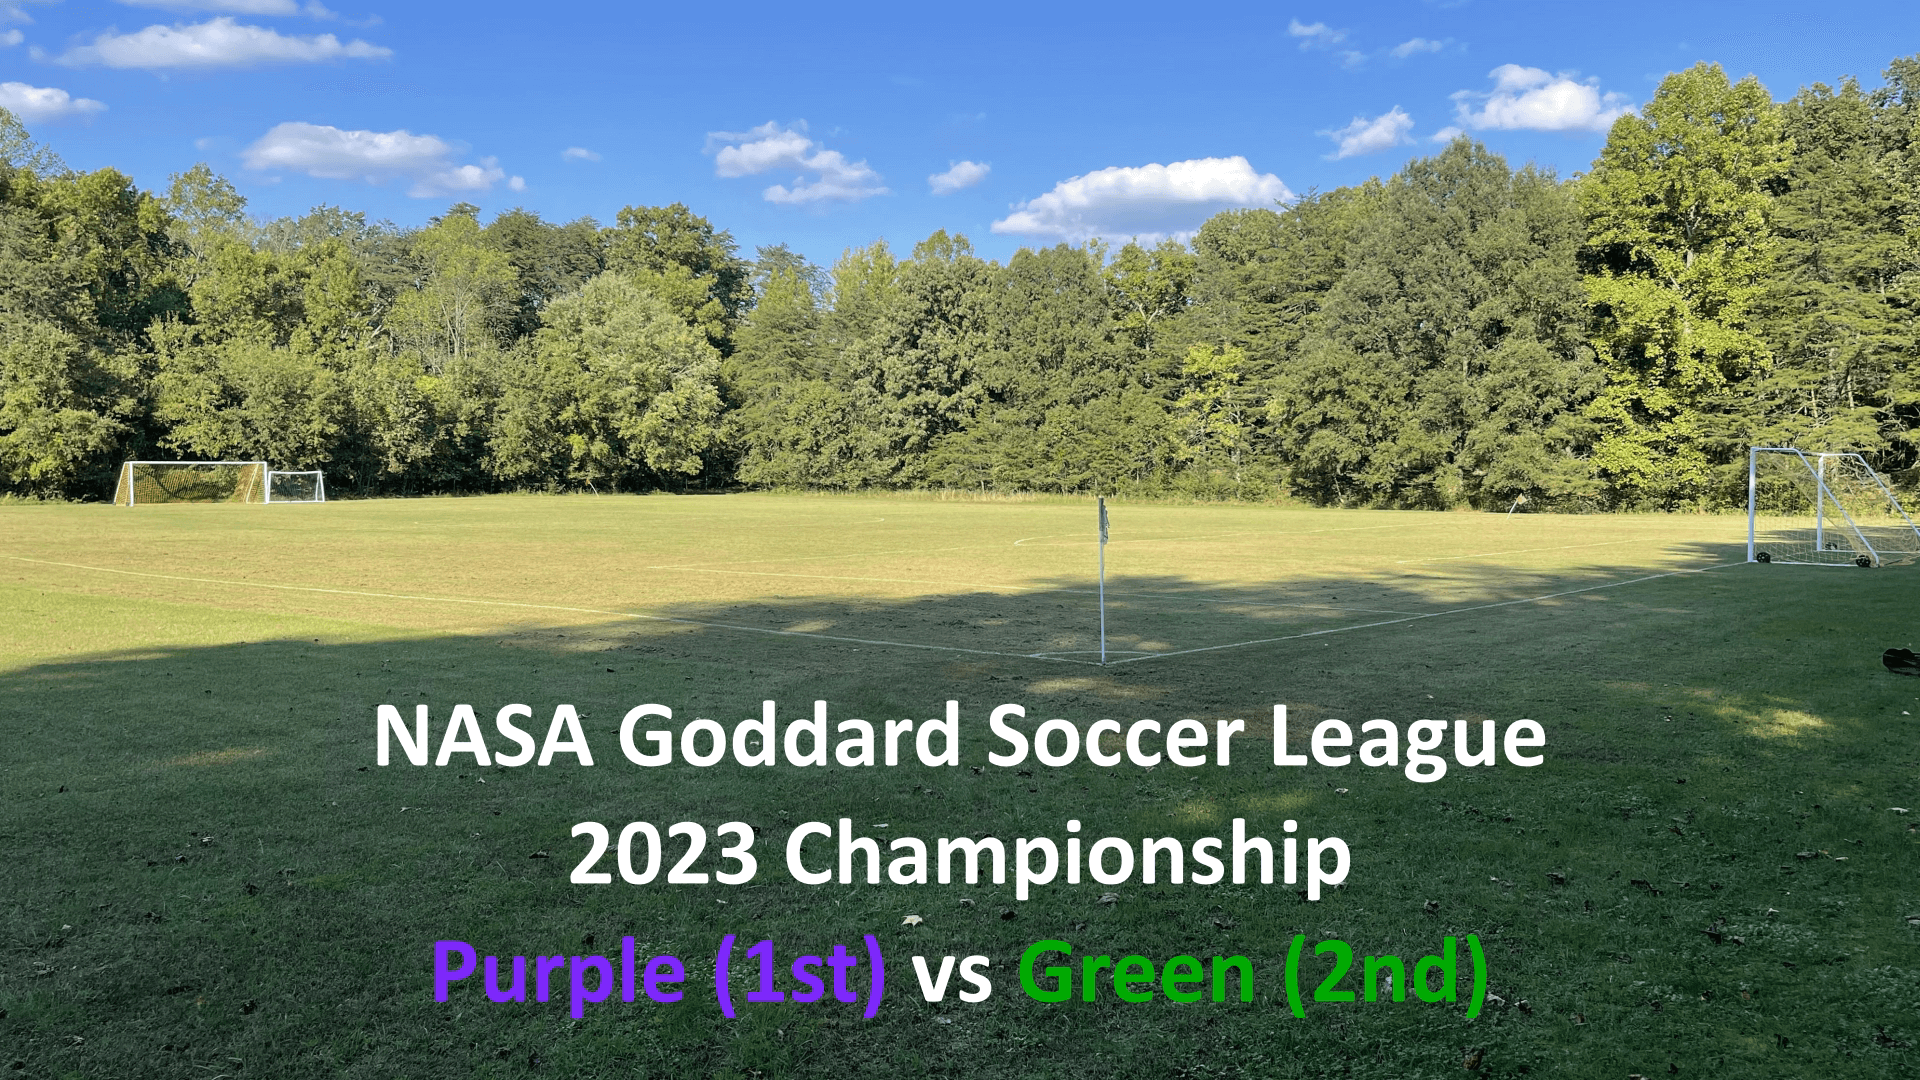 NASA Goddard Soccer League
2023 Championship
Purple (1st) vs Green (2nd)